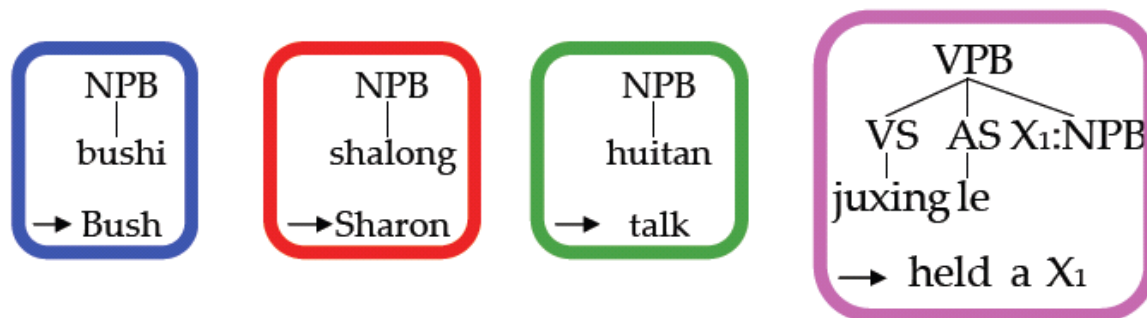 NPB
bushi
→ Bush
NPB
shalong
→ Sharon
NPB
huitan
→ talk
VPB
VS AS X₁:NPB
juxing le
→ held a X₁